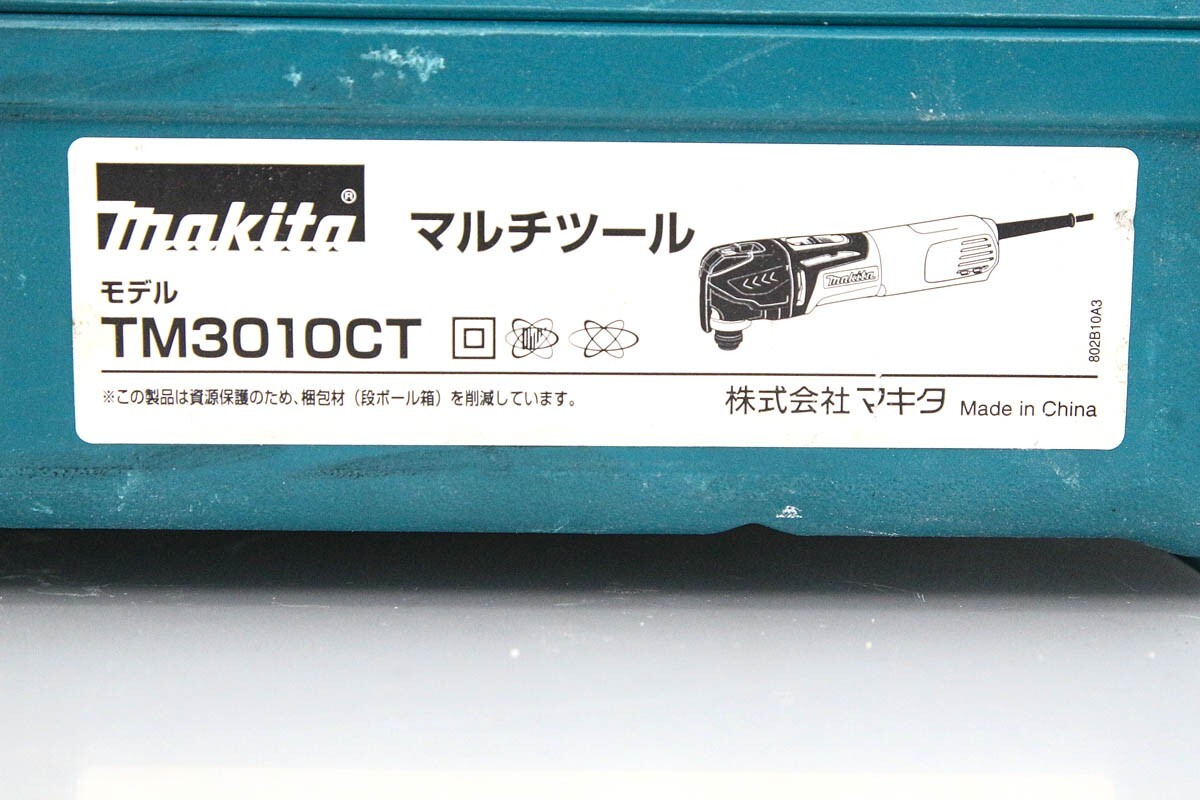 makita®
マルチツール
モデル
TM3010CT
makita
802B10A3
※この製品は資源保護のため、梱包材（段ボール箱）を削減しています。
株式会社マキタ Made in China